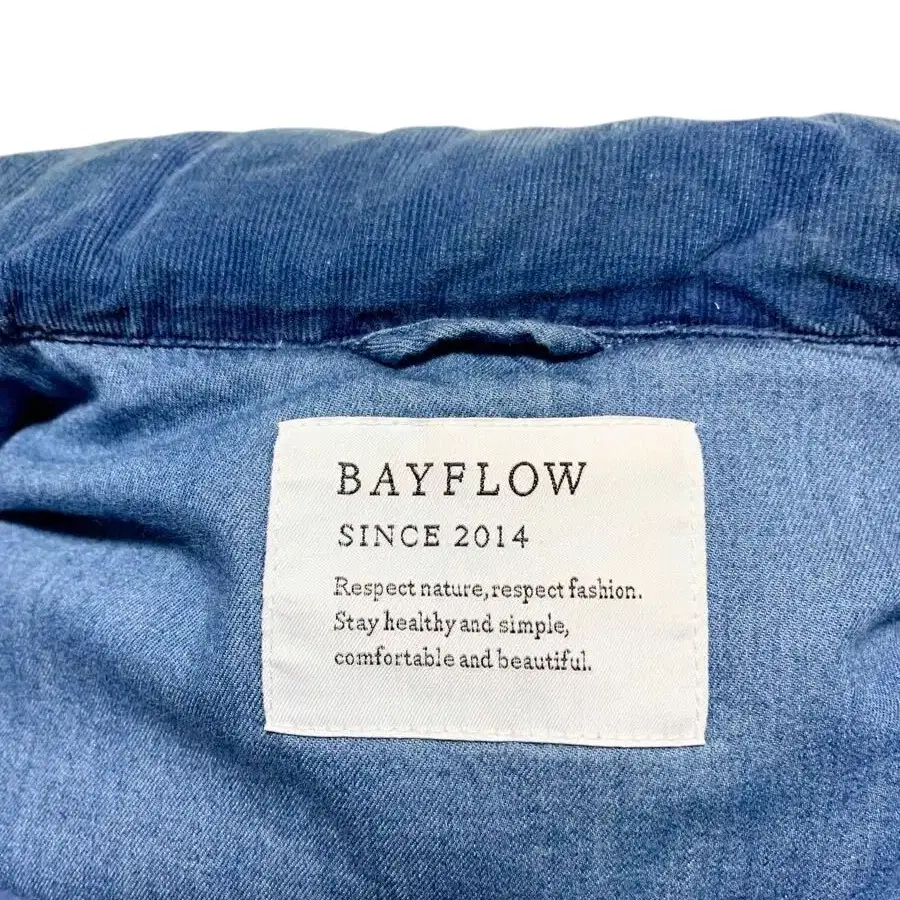 BAYFLOW
SINCE 2014
Respect nature, respect fashion.
Stay healthy and simple,
comfortable and beautiful.